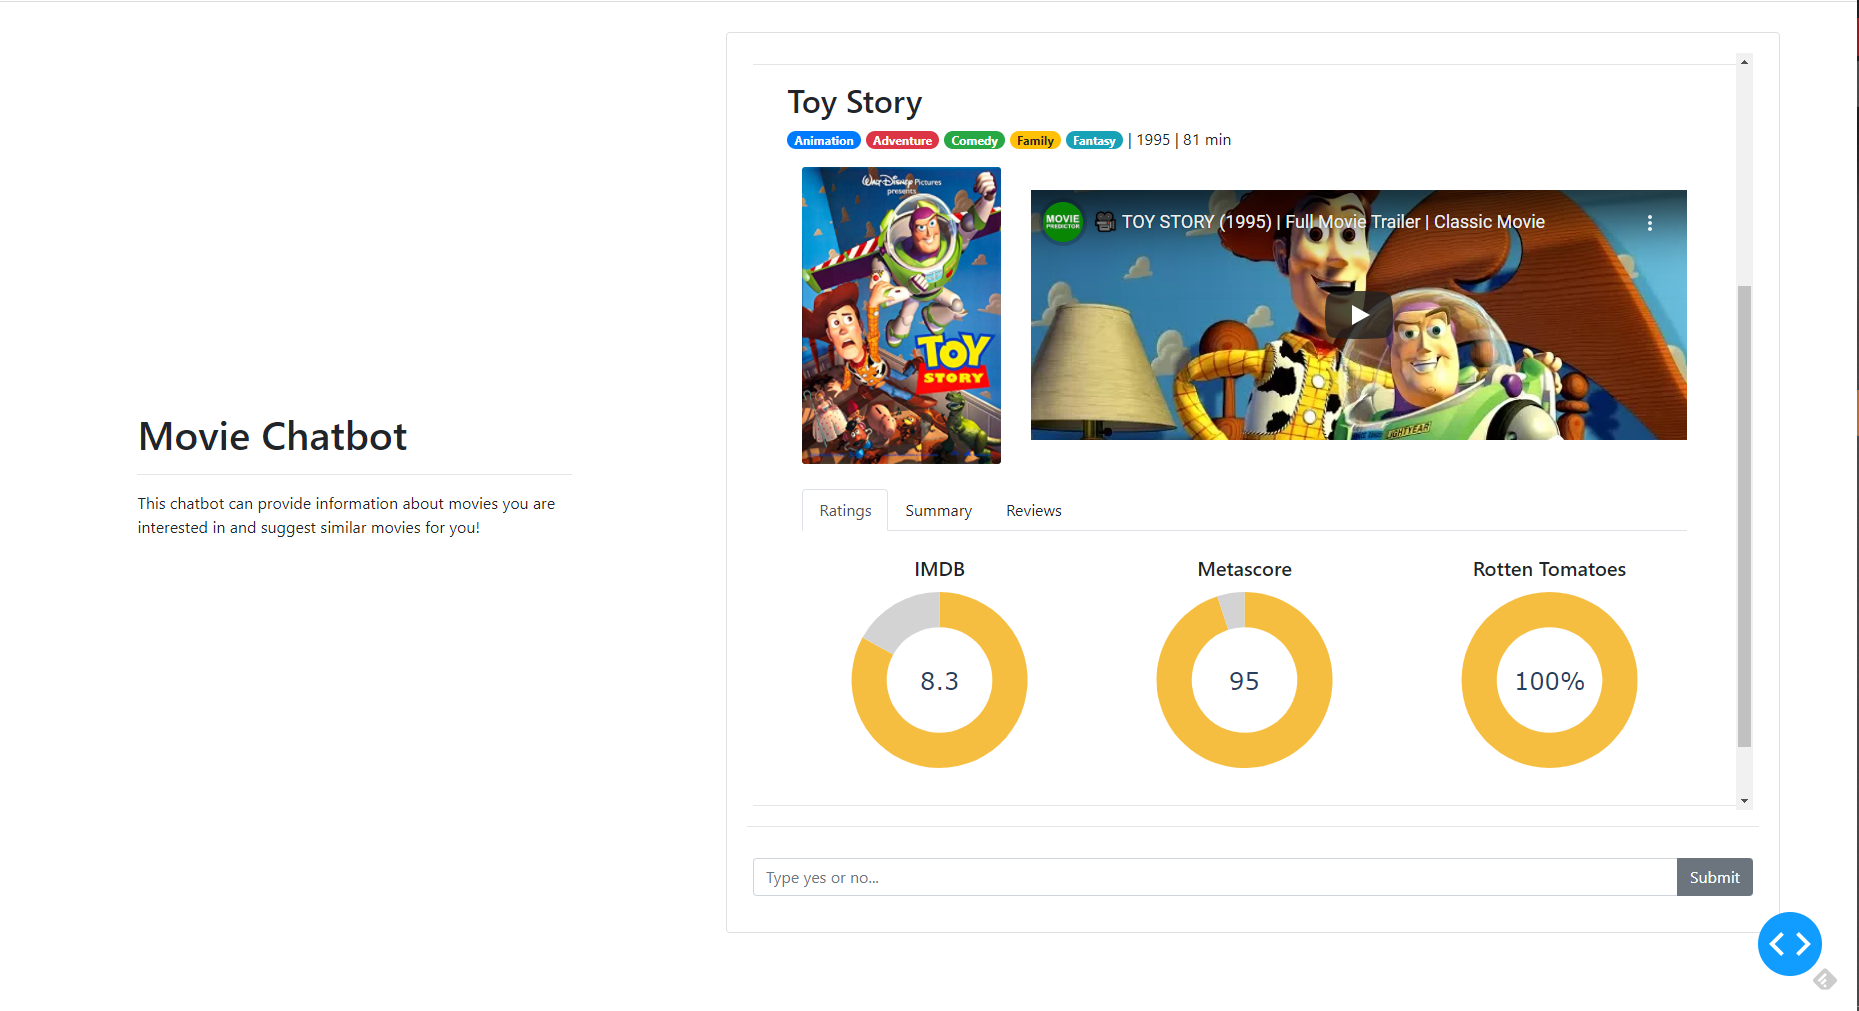 Movie Chatbot
This chatbot can provide information about movies you are
interested in and suggest similar movies for you!
Toy Story
Animation Adventure Comedy Family Fantasy | 1995 | 81 min
WALT DISNEY Pictures
presents
TOY
STORY
MOVIE
PREDICTOR
TOY STORY (1995) | Full Movie Trailer | Classic Movie
LIGHTYEAR
Ratings Summary Reviews
IMDB Metascore Rotten Tomatoes
8.3 95 100%
Type yes or no...
Submit